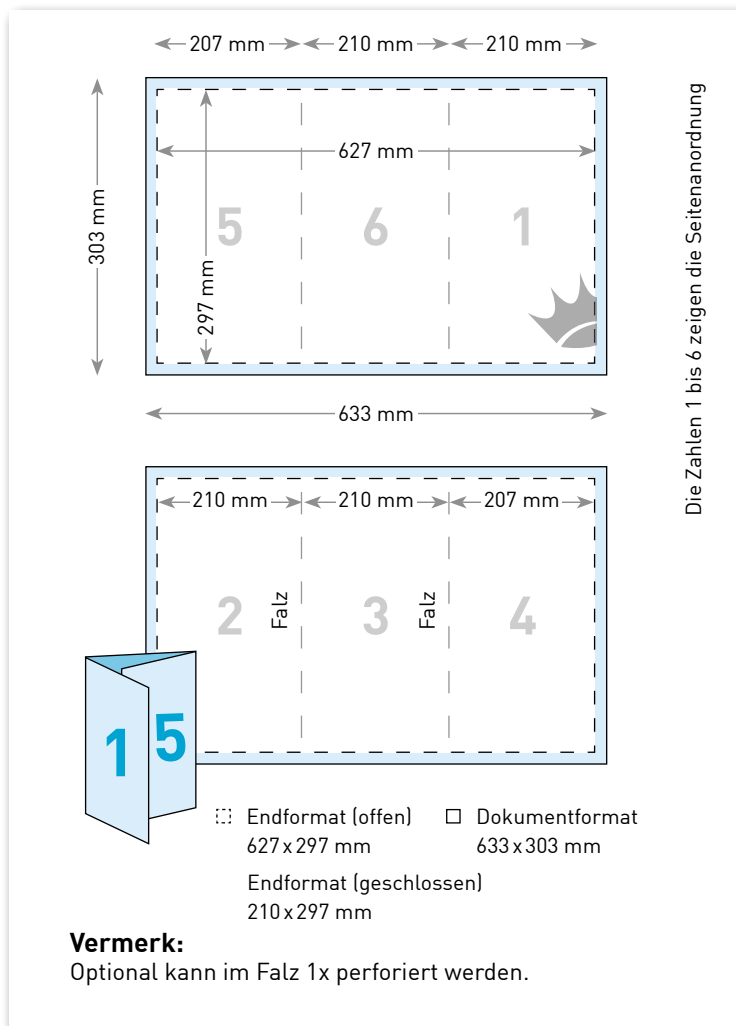 207 mm
210 mm
210 mm
627 mm
303 mm
297 mm
5
6
1
633 mm
Die Zahlen 1 bis 6 zeigen die Seitenanordnung
210 mm
210 mm
207 mm
2
Falz
3
Falz
4
1
5
Endformat (offen)
627 x 297 mm
Dokumentformat
633 x 303 mm
Endformat (geschlossen)
210 x 297 mm
Vermerk:
Optional kann im Falz 1x perforiert werden.